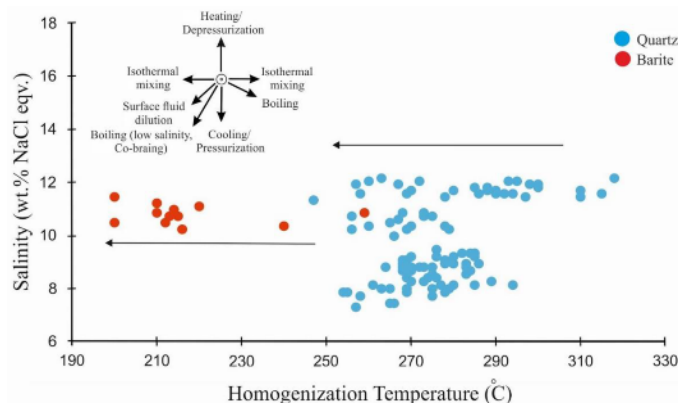 18
16
14
12
10
8
6
Salinity (wt.% NaCl eqv.)
Heating/
Depressurization
Isothermal
mixing
Isothermal
mixing
Boiling
Surface fluid
dilution
Boiling (low salinity,
Co-braing)
Cooling/
Pressurization
Quartz
Barite
190
210
230
250
270
290
310
330
Homogenization Temperature (°C)